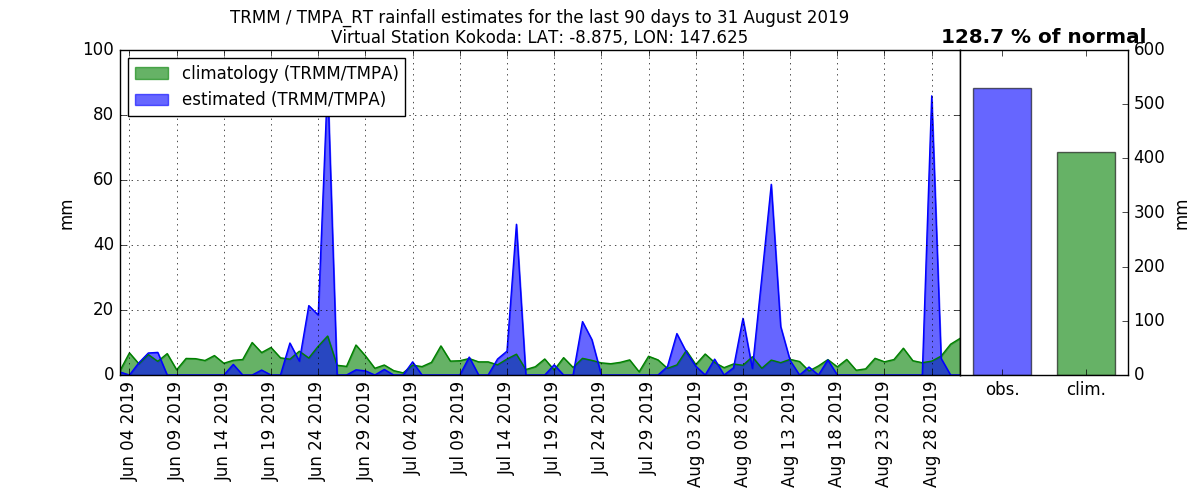 TRMM / TMPA_RT rainfall estimates for the last 90 days to 31 August 2019
Virtual Station Kokoda: LAT: -8.875, LON: 147.625
128.7 % of normal
climatology (TRMM/TMPA)
estimated (TRMM/TMPA)
100
80
60
40
20
0
mm
Jun 04 2019
Jun 09 2019
Jun 14 2019
Jun 19 2019
Jun 24 2019
Jun 29 2019
Jul 04 2019
Jul 09 2019
Jul 14 2019
Jul 19 2019
Jul 24 2019
Jul 29 2019
Aug 03 2019
Aug 08 2019
Aug 13 2019
Aug 18 2019
Aug 23 2019
Aug 28 2019
600
500
400
300
200
100
0
mm
obs.
clim.